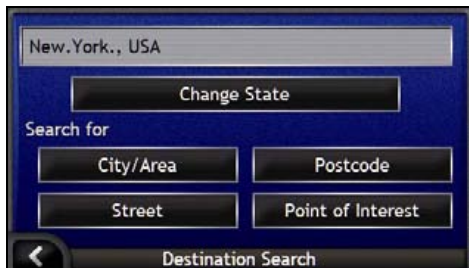 New.York., USA
Change State
Search for
City/Area Postcode
Street Point of Interest
Destination Search